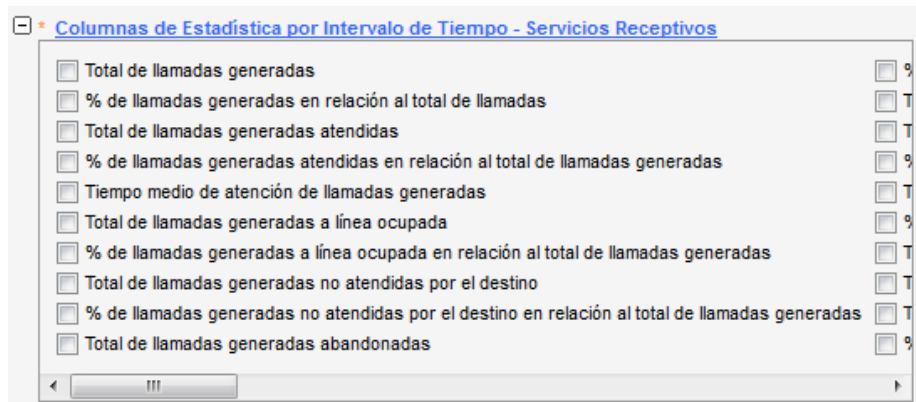 * Columnas de Estadística por Intervalo de Tiempo - Servicios Receptivos
Total de llamadas generadas
% de llamadas generadas en relación al total de llamadas
Total de llamadas generadas atendidas
% de llamadas generadas atendidas en relación al total de llamadas generadas
Tiempo medio de atención de llamadas generadas
Total de llamadas generadas a línea ocupada
% de llamadas generadas a línea ocupada en relación al total de llamadas generadas
Total de llamadas generadas no atendidas por el destino
% de llamadas generadas no atendidas por el destino en relación al total de llamadas generadas
Total de llamadas generadas abandonadas